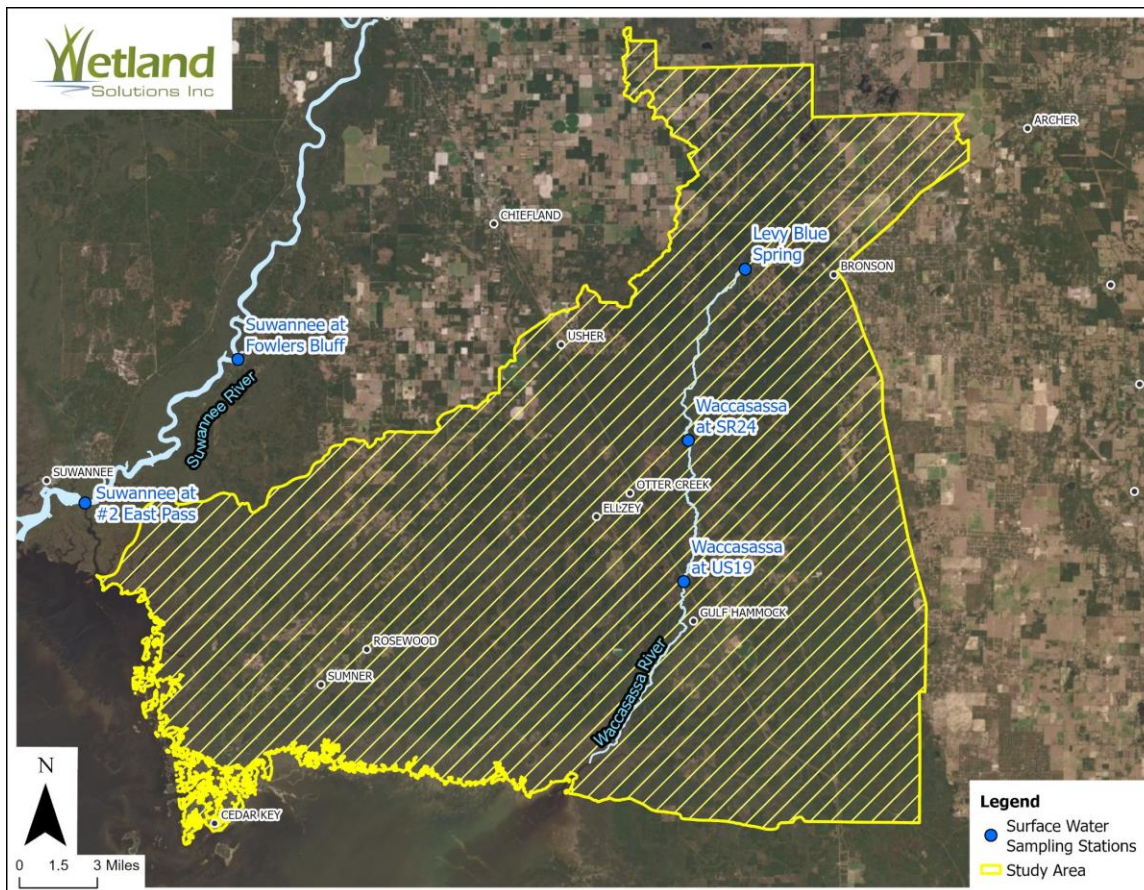 Wetland
Solutions Inc
ARCHER
CHIEFLAND
Levy Blue
Spring
BRONSON
Suwannee at
Fowlers Bluff
USHER
Suwannee River
Waccasassa
at SR24
SUWANNEE
Suwannee at
#2 East Pass
OTTER CREEK
ELLZEY
Waccasassa
at US19
GULF HAMMOCK
ROSEWOOD
SUMNER
Waccasassa River
CEDAR KEY
N
0 1.5 3 Miles
Legend
Surface Water
Sampling Stations
Study Area